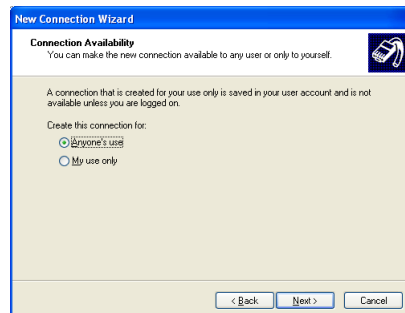 New Connection Wizard
Connection Availability
You can make the new connection available to any user or only to yourself.
A connection that is created for your use only is saved in your user account and is not
available unless you are logged on.
Create this connection for:
Anyone's use
My use only
< Back
Next >
Cancel